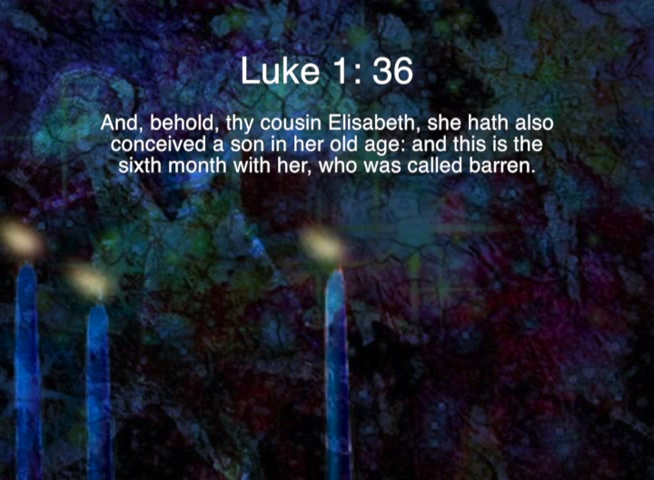 Luke 1: 36
And, behold, thy cousin Elisabeth, she hath also
conceived a son in her old age: and this is the
sixth month with her, who was called barren.